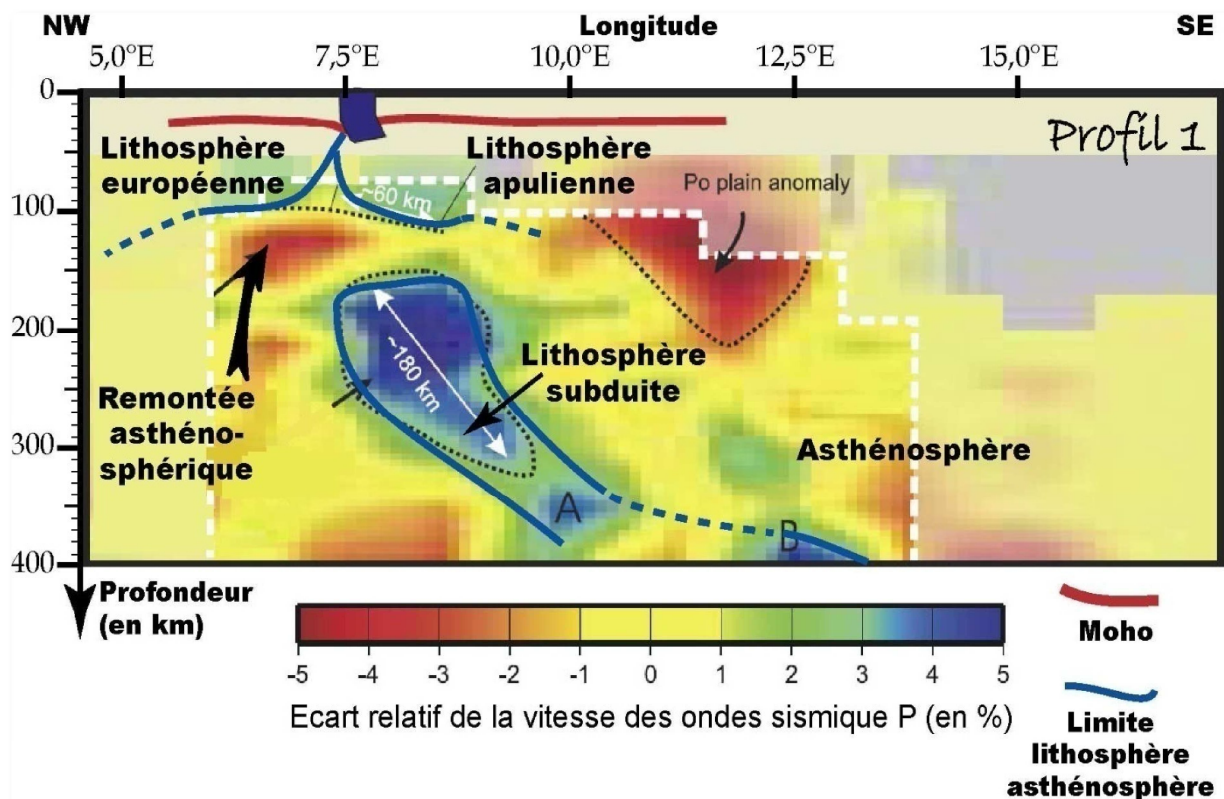 NW
Longitude
SE
5,0°E
7,5°E
10,0°E
12,5°E
15,0°E
0
Profil 1
Lithosphère
européenne
Lithosphère
apulienne
~60 km
Po plain anomaly
100
200
~180 km
Lithosphère
subduite
Remontée
asthéno-
sphérique
300
Asthénosphère
A
B
400
Profondeur
(en km)
-5
-4
-3
-2
-1
0
1
2
3
4
5
Ecart relatif de la vitesse des ondes sismique P (en %)
Moho
Limite
lithosphère
asthénosphère